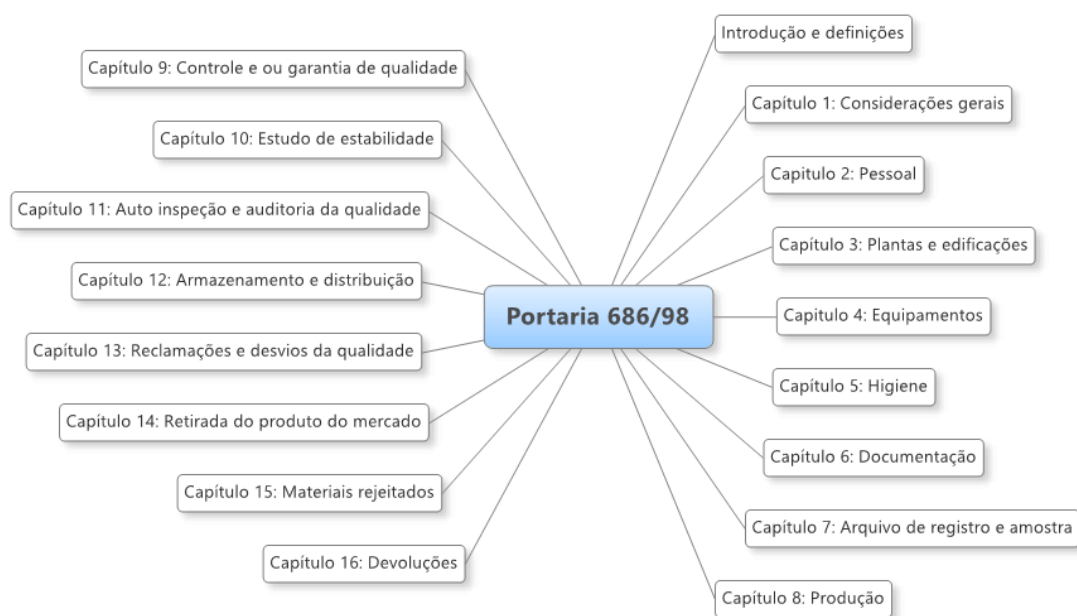 Portaria 686/98
Introdução e definições
Capítulo 1: Considerações gerais
Capitulo 2: Pessoal
Capítulo 3: Plantas e edificações
Capitulo 4: Equipamentos
Capítulo 5: Higiene
Capítulo 6: Documentação
Capítulo 7: Arquivo de registro e amostra
Capítulo 8: Produção
Capítulo 9: Controle e ou garantia de qualidade
Capítulo 10: Estudo de estabilidade
Capítulo 11: Auto inspeção e auditoria da qualidade
Capítulo 12: Armazenamento e distribuição
Capítulo 13: Reclamações e desvios da qualidade
Capítulo 14: Retirada do produto do mercado
Capítulo 15: Materiais rejeitados
Capítulo 16: Devoluções